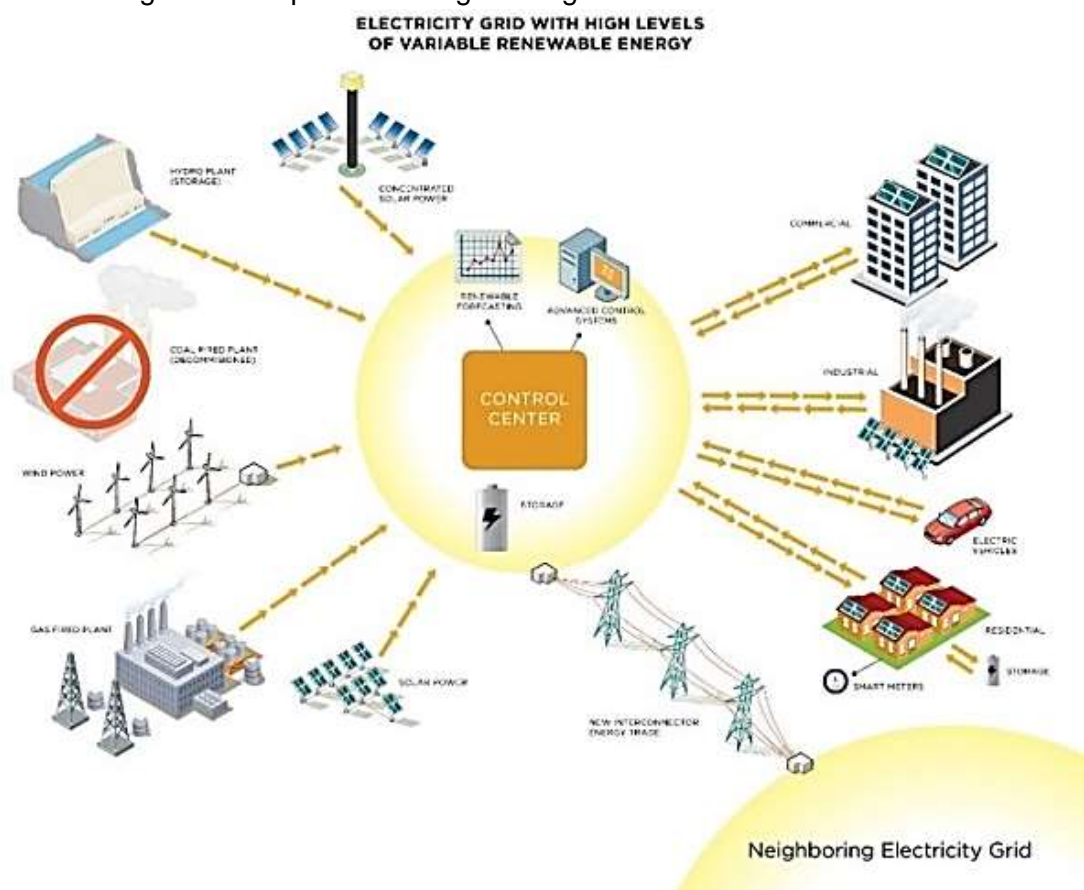 ELECTRICITY GRID WITH HIGH LEVELS
OF VARIABLE RENEWABLE ENERGY
HYDRO PLANT
(STORAGE)
CONCENTRATED
SOLAR POWER
COMMERCIAL
RENEWABLE
FORECASTING
ADVANCED CONTROL
SYSTEMS
COAL FIRED PLANT
(DECOMMISIONED)
INDUSTRIAL
CONTROL
CENTER
WIND POWER
STORAGE
ELECTRIC
VEHICLES
GAS FIRED PLANT
SOLAR POWER
RESIDENTIAL
STORAGE
SMART METERS
NEW INTERCONNECTOR
ENERGY TRADE
Neighboring Electricity Grid